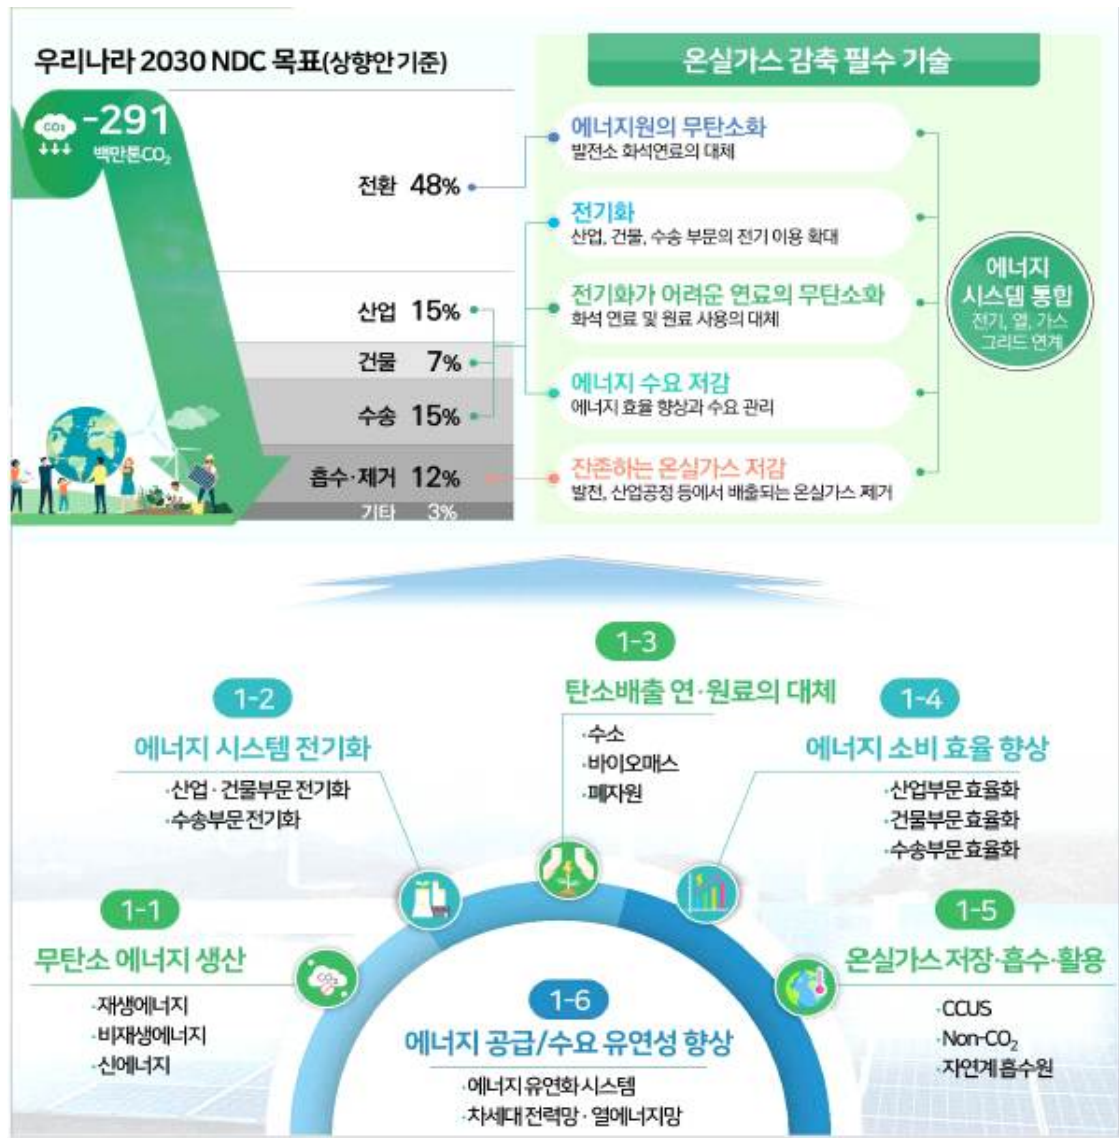 우리나라 2030 NDC 목표(상향안 기준)
CO₂
-291
백만톤CO₂
전환 48%
산업 15%
건물 7%
수송 15%
흡수·제거 12%
기타 3%
온실가스 감축 필수 기술
에너지원의 무탄소화
발전소 화석연료의 대체
전기화
산업, 건물, 수송 부문의 전기 이용 확대
전기화가 어려운 연료의 무탄소화
화석 연료 및 원료 사용의 대체
에너지 수요 저감
에너지 효율 향상과 수요 관리
잔존하는 온실가스 저감
발전, 산업공정 등에서 배출되는 온실가스 제거
에너지
시스템 통합
전기, 열, 가스
그리드 연계
1-1
무탄소 에너지 생산
·재생에너지
·비재생에너지
·신에너지
CO₂
1-2
에너지 시스템 전기화
·산업·건물부문 전기화
·수송부문 전기화
1-3
탄소배출 연·원료의 대체
·수소
·바이오매스
·폐자원
1-4
에너지 소비 효율 향상
·산업부문 효율화
·건물부문 효율화
·수송부문 효율화
1-5
온실가스 저장·흡수·활용
·CCUS
·Non-CO₂
·자연계 흡수원
1-6
에너지 공급/수요 유연성 향상
·에너지 유연화 시스템
·차세대 전력망·열에너지망